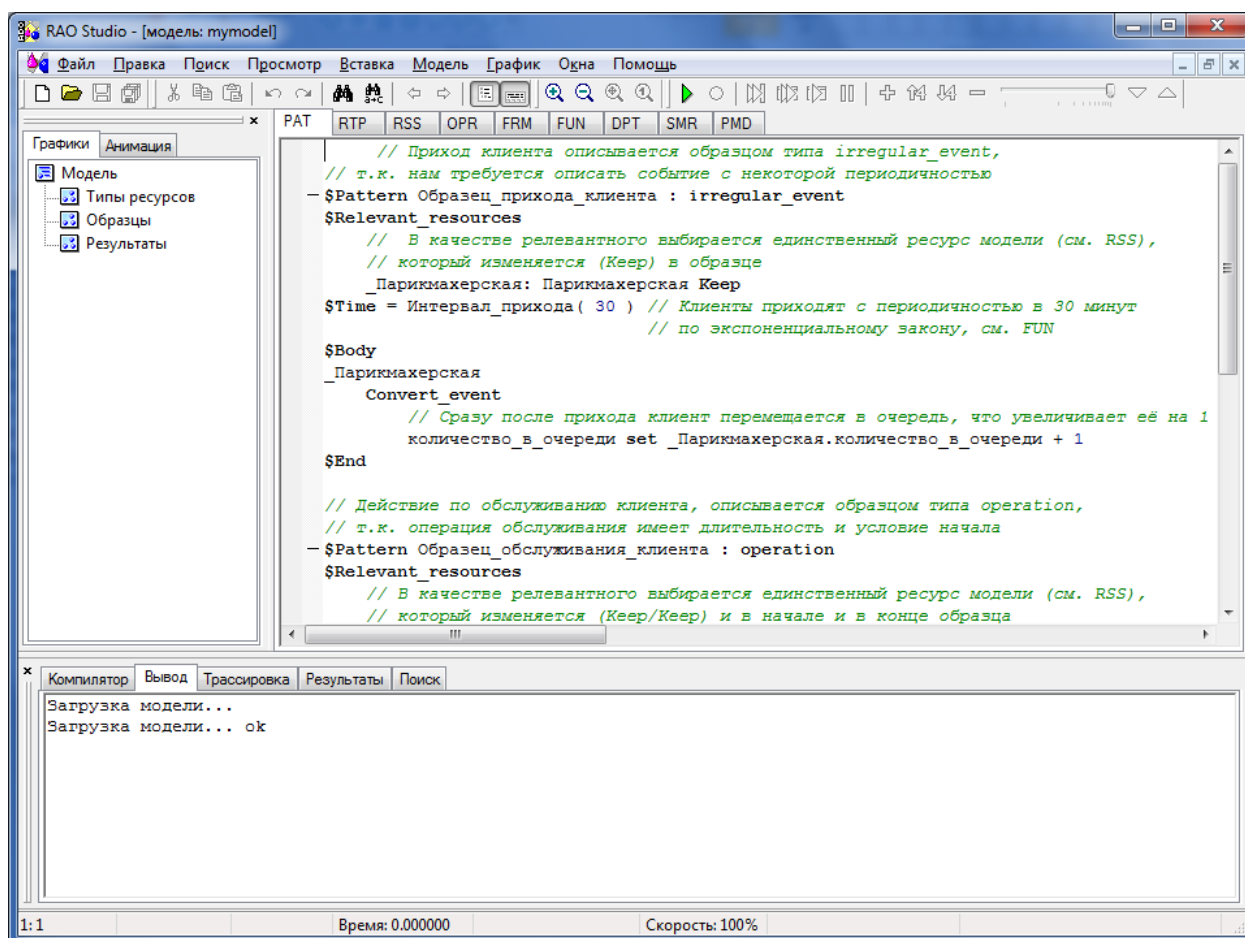 RAO Studio - [модель: mymodel]
Файл Правка Поиск Просмотр Вставка Модель График Окна Помощь
Графики Анимация
Модель
Типы ресурсов
Образцы
Результаты
PAT RTP RSS OPR FRM FUN DPT SMR PMD
// Приход клиента описывается образцом типа irregular_event,
// т.к. нам требуется описать событие с некоторой периодичностью
$Pattern Образец_прихода_клиента : irregular_event
$Relevant_resources
// В качестве релевантного выбирается единственный ресурс модели (см. RSS),
// который изменяется (Keep) в образце
_Парикмахерская: Парикмахерская Keep
$Time = Интервал_прихода( 30 ) // Клиенты приходят с периодичностью в 30 минут
// по экспоненциальному закону, см. FUN
$Body
_Парикмахерская
Convert_event
// Сразу после прихода клиент перемещается в очередь, что увеличивает её на 1
количество_в_очереди set _Парикмахерская.количество_в_очереди + 1
$End
// Действие по обслуживанию клиента, описывается образцом типа operation,
// т.к. операция обслуживания имеет длительность и условие начала
$Pattern Образец_обслуживания_клиента : operation
$Relevant_resources
// В качестве релевантного выбирается единственный ресурс модели (см. RSS),
// который изменяется (Keep/Keep) и в начале и в конце образца
Компилятор Вывод Трассировка Результаты Поиск
Загрузка модели...
Загрузка модели... ok
1: 1 Время: 0.000000 Скорость: 100%